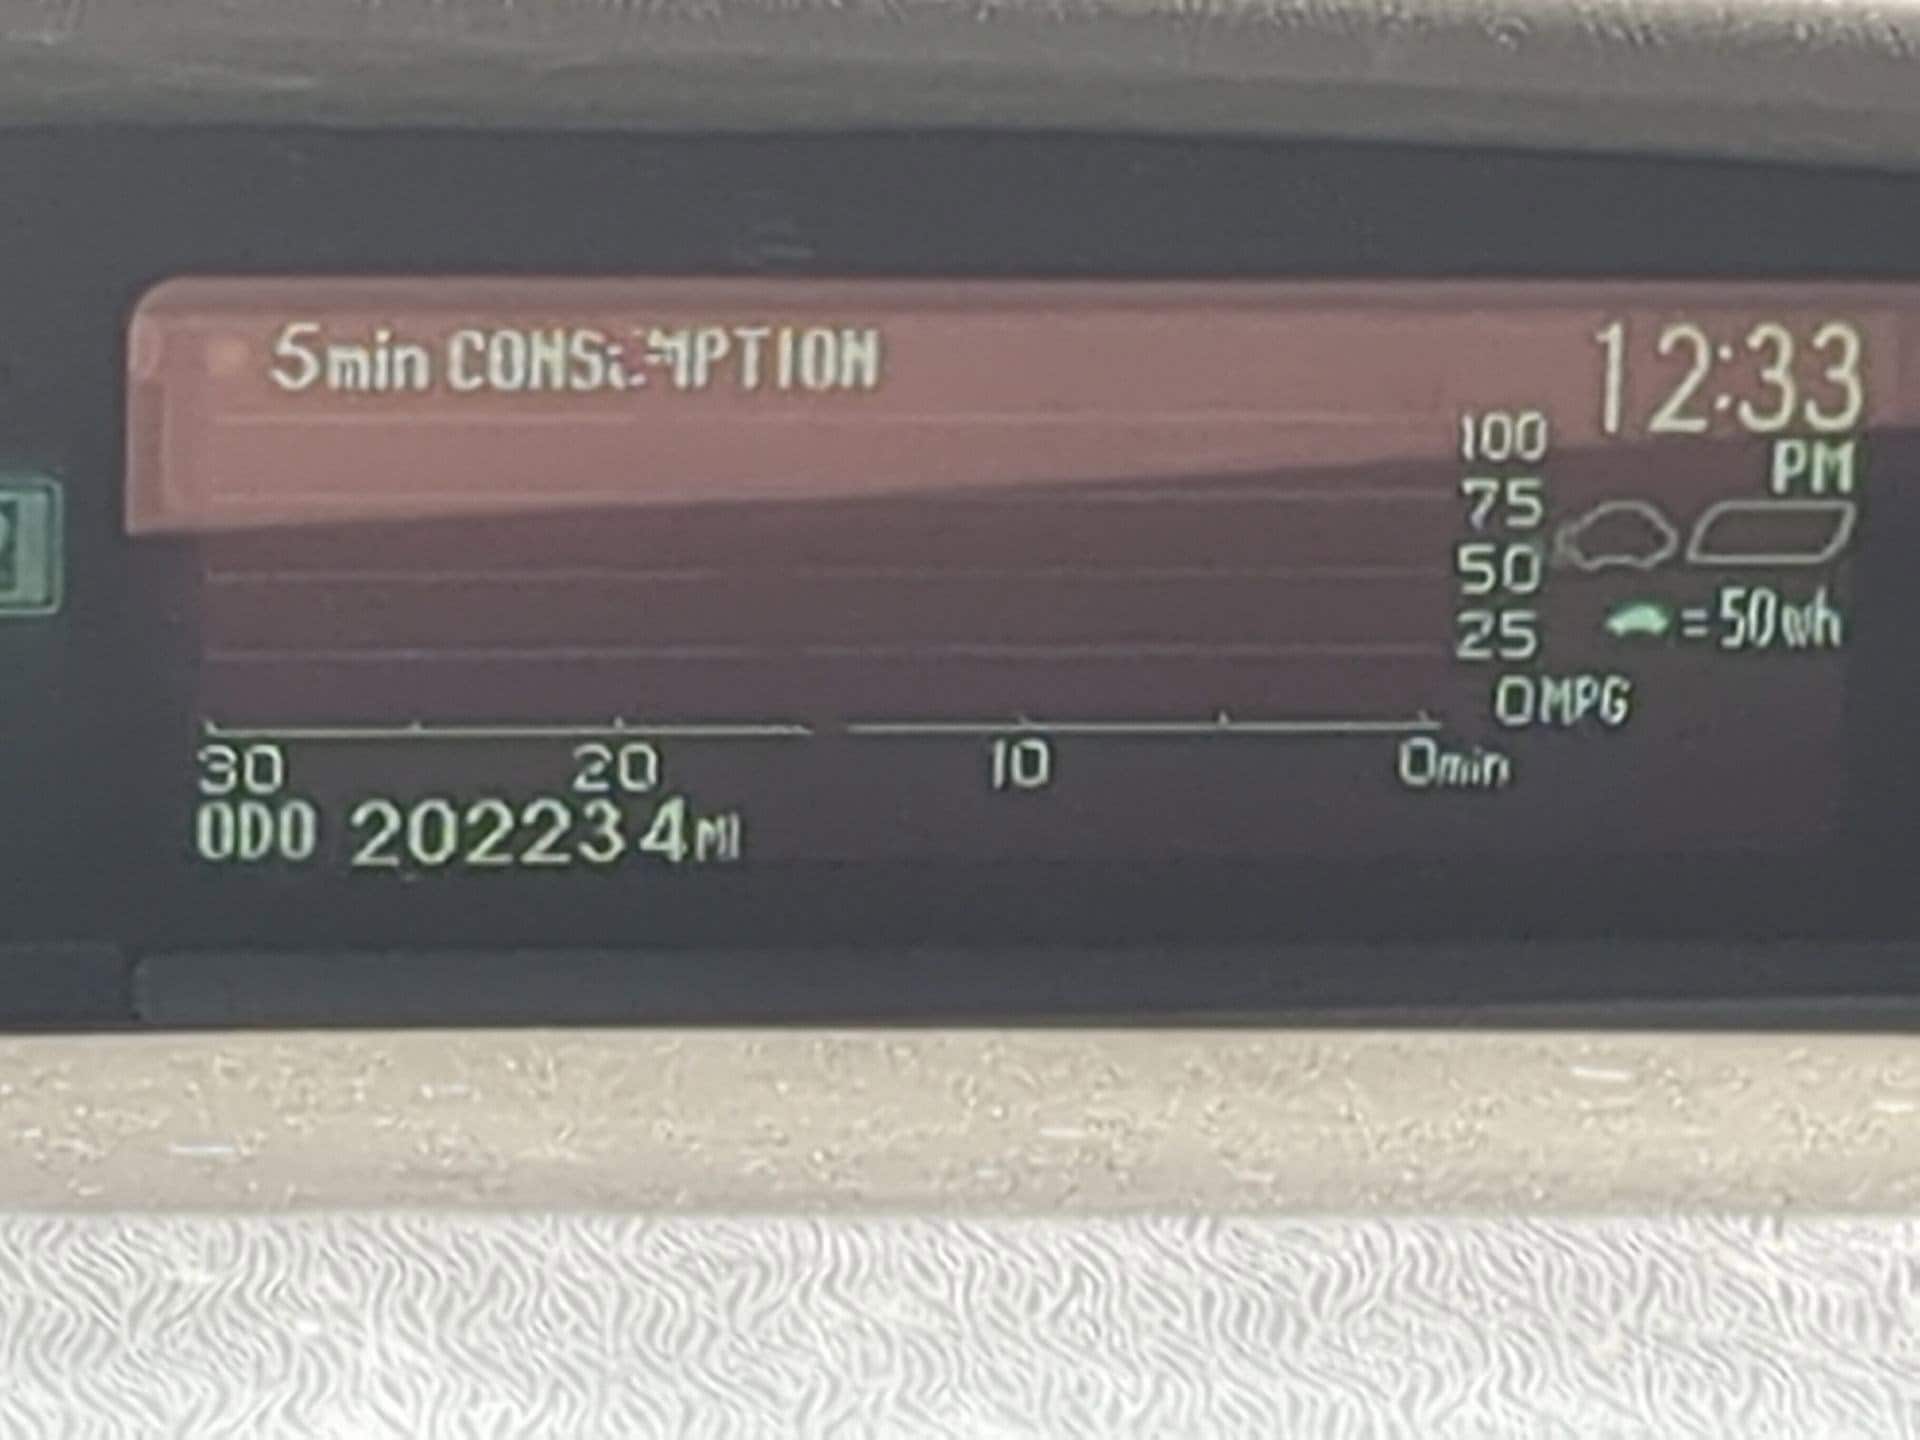 5min CONSUMPTION
12:33
PM
100
75
50
25
= 50wh
0MPG
30 20 10 0min
ODO 202234MI